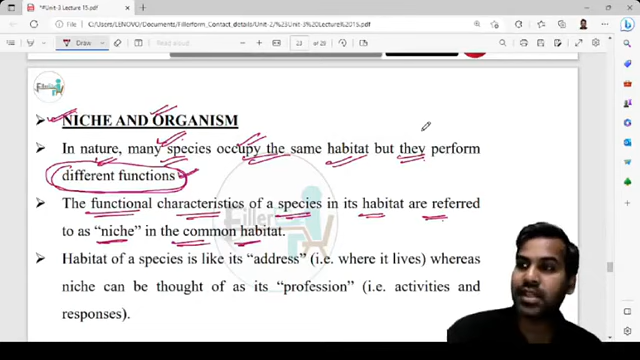 *Unit-3 Lecture 15.pdf
File
C:/Users/LENOVO/Documents/Fillerform_Contact_details/Unit-2/%20Unit-3%20Lecture%2015.pdf
Draw
Read aloud
23
of 28
NICHE AND ORGANISM
In nature, many species occupy the same habitat but they perform
different functions
The functional characteristics of a species in its habitat are referred
to as “niche” in the common habitat.
Habitat of a species is like its “address” (i.e. where it lives) whereas
niche can be thought of as its “profession” (i.e. activities and
responses).